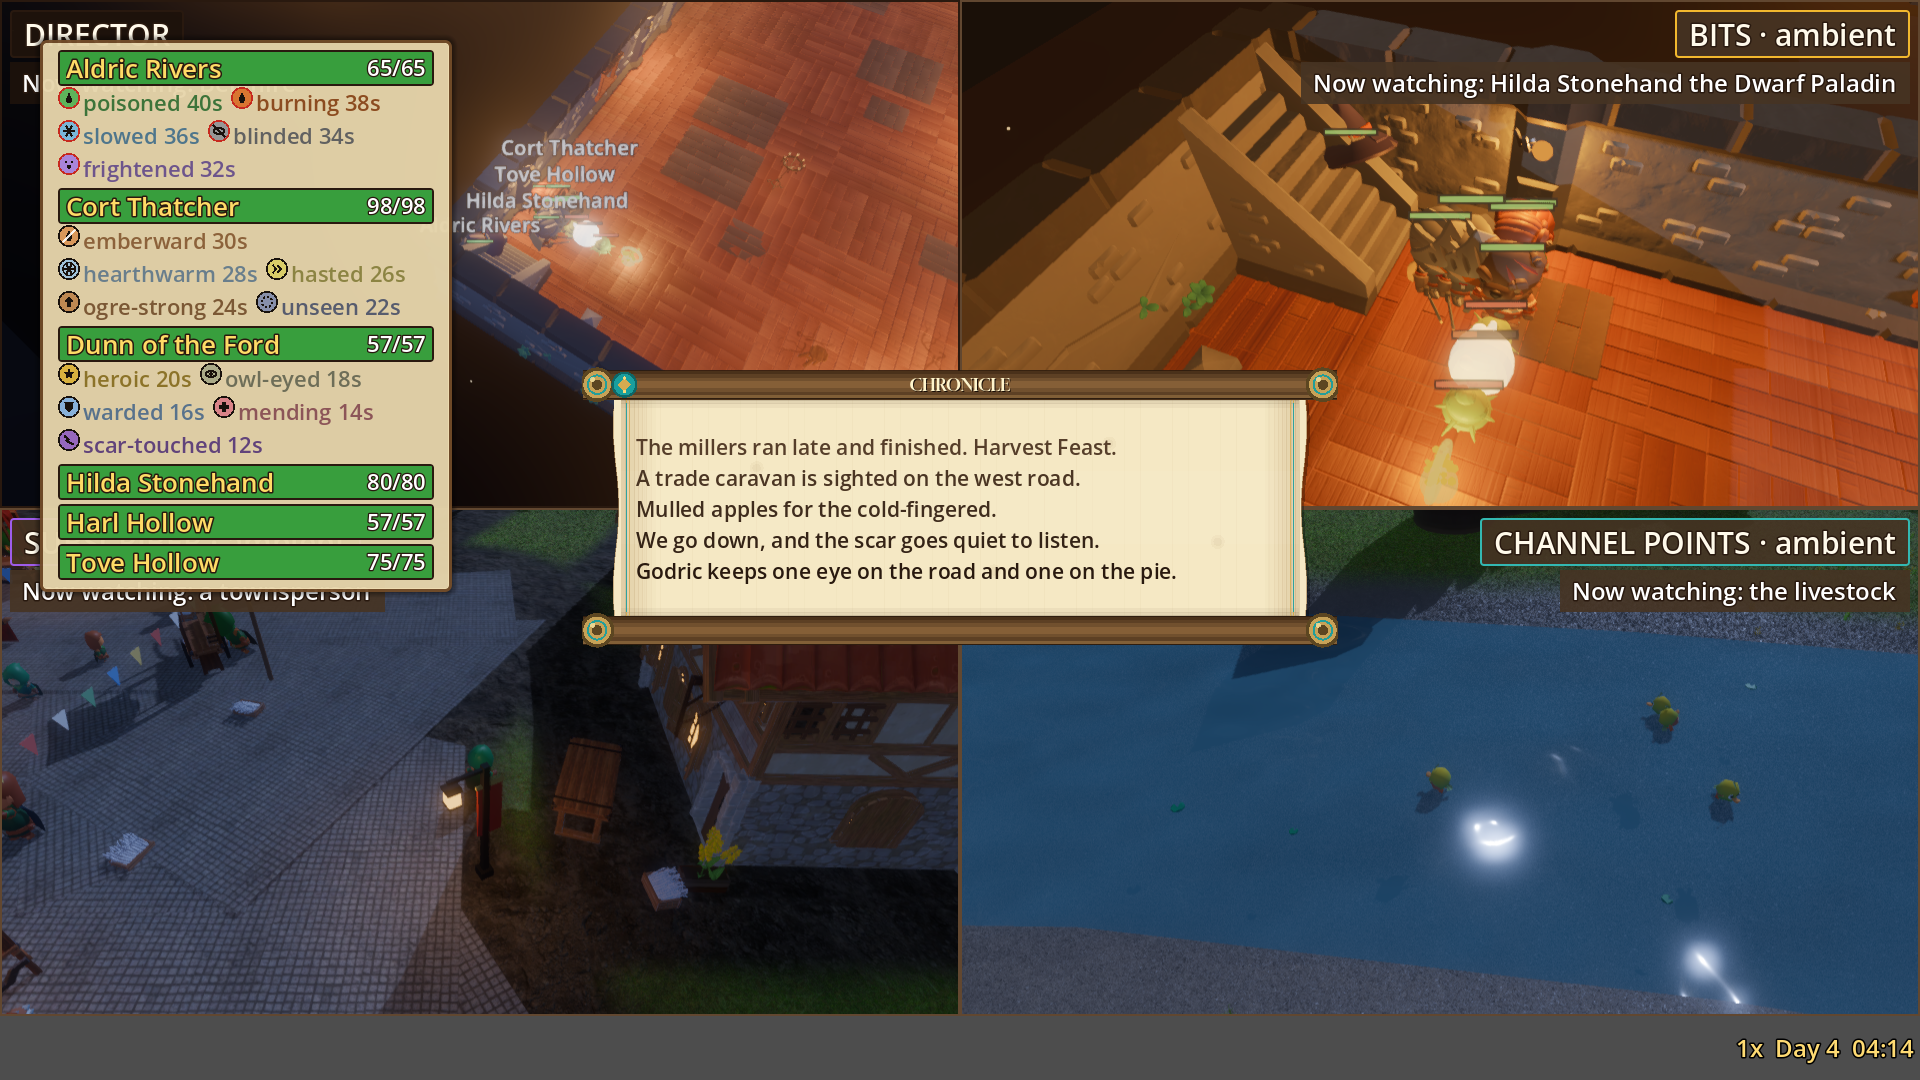 DIRECTOR
Aldric Rivers 65/65
poisoned 40s burning 38s
slowed 36s blinded 34s
frightened 32s
Cort Thatcher 98/98
emberward 30s
hearthwarm 28s hasted 26s
ogre-strong 24s unseen 22s
Dunn of the Ford 57/57
heroic 20s owl-eyed 18s
warded 16s mending 14s
scar-touched 12s
Hilda Stonehand 80/80
Harl Hollow 57/57
Tove Hollow 75/75
Now watching: a townsperson
Cort Thatcher
Tove Hollow
Hilda Stonehand
Rivers
BITS · ambient
Now watching: Hilda Stonehand the Dwarf Paladin
CHRONICLE
The millers ran late and finished. Harvest Feast.
A trade caravan is sighted on the west road.
Mulled apples for the cold-fingered.
We go down, and the scar goes quiet to listen.
Godric keeps one eye on the road and one on the pie.
CHANNEL POINTS · ambient
Now watching: the livestock
1x Day 4 04:14